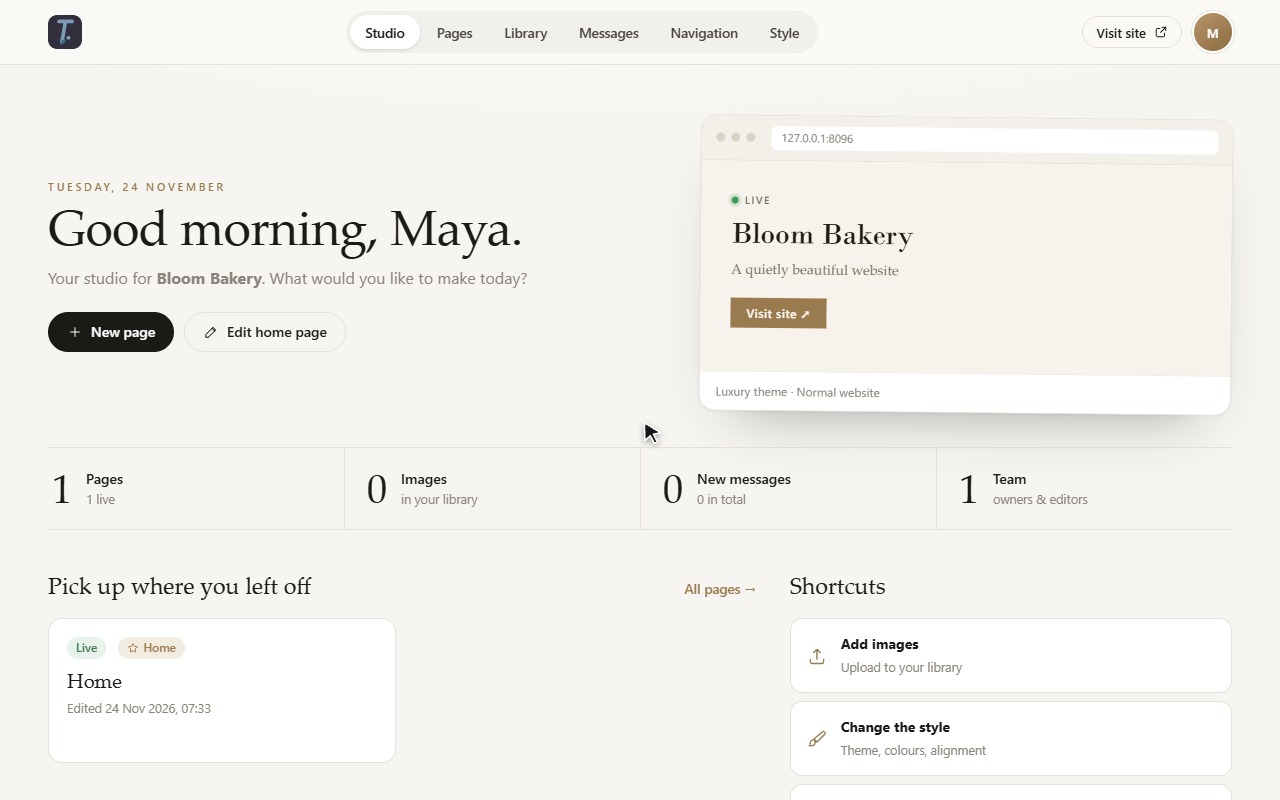 T.
Studio
Pages
Library
Messages
Navigation
Style
Visit site
M
TUESDAY, 24 NOVEMBER
Good morning, Maya.
Your studio for Bloom Bakery. What would you like to make today?
New page
Edit home page
127.0.0.1:8096
LIVE
Bloom Bakery
A quietly beautiful website
Visit site ↗
Luxury theme · Normal website
1
Pages
1 live
0
Images
in your library
0
New messages
0 in total
1
Team
owners & editors
Pick up where you left off
All pages →
Live
Home
Home
Edited 24 Nov 2026, 07:33
Shortcuts
Add images
Upload to your library
Change the style
Theme, colours, alignment